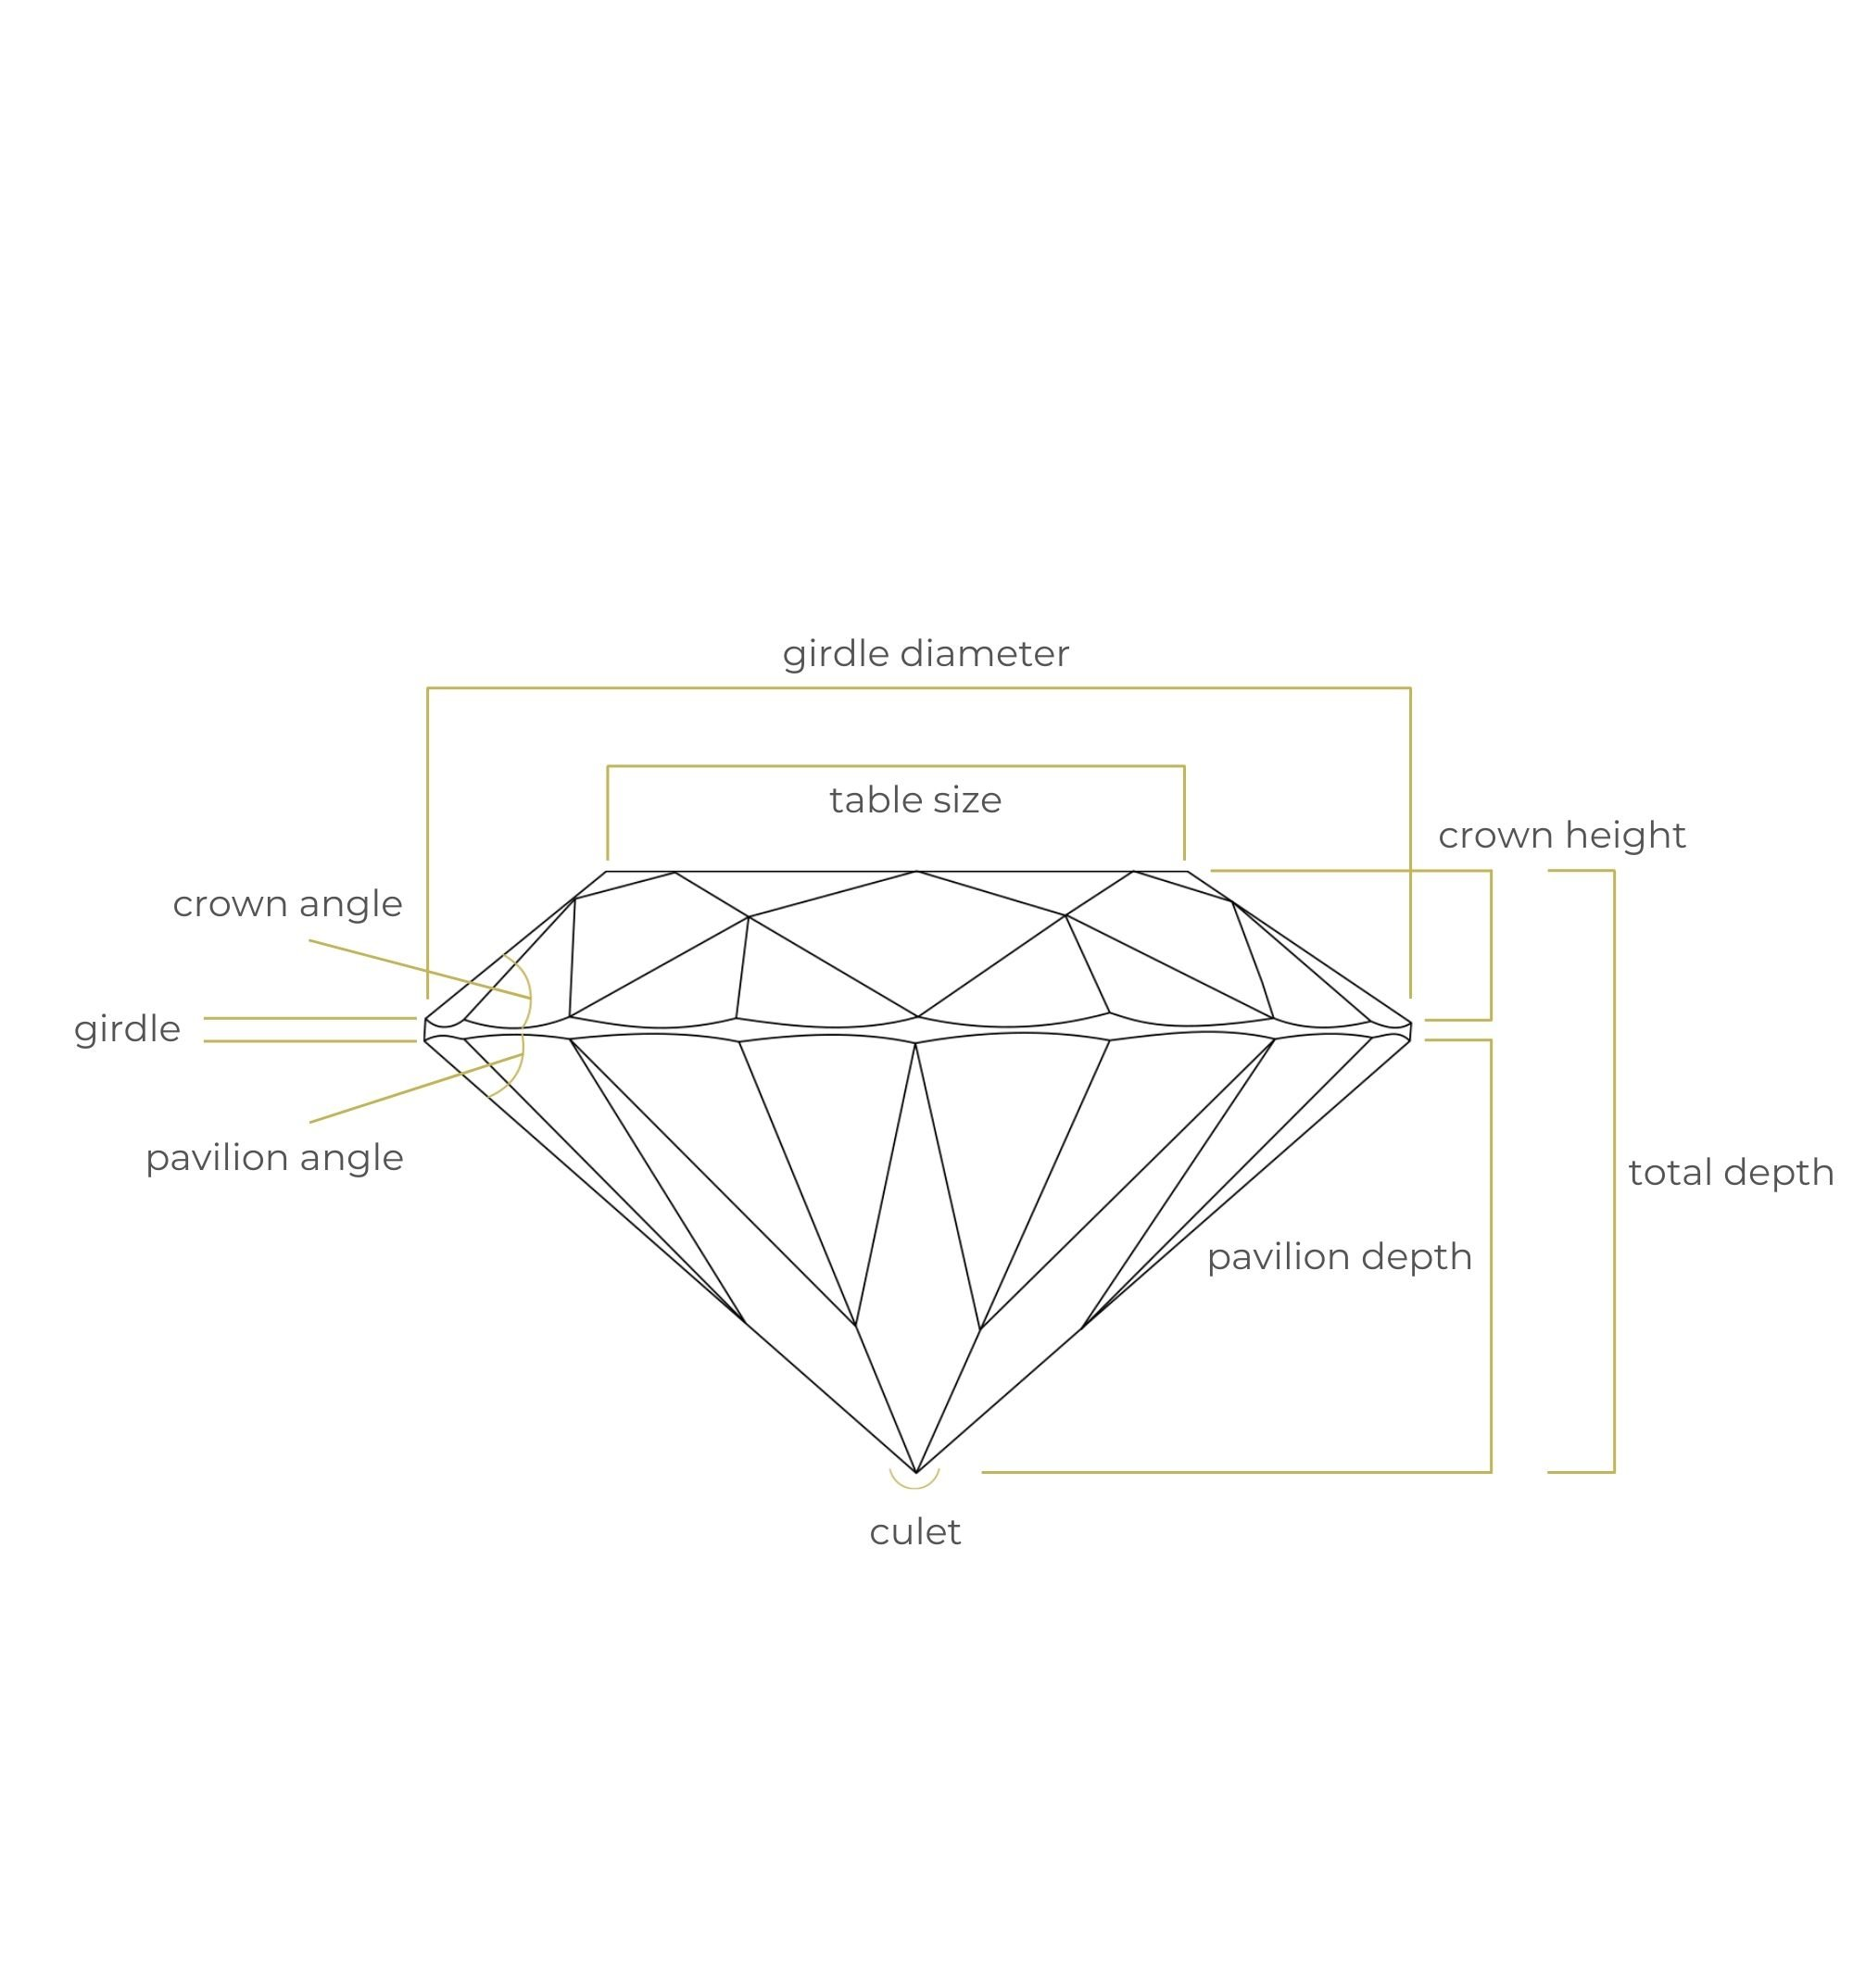 girdle diameter
table size
crown height
crown angle
girdle
pavilion angle
total depth
pavilion depth
culet